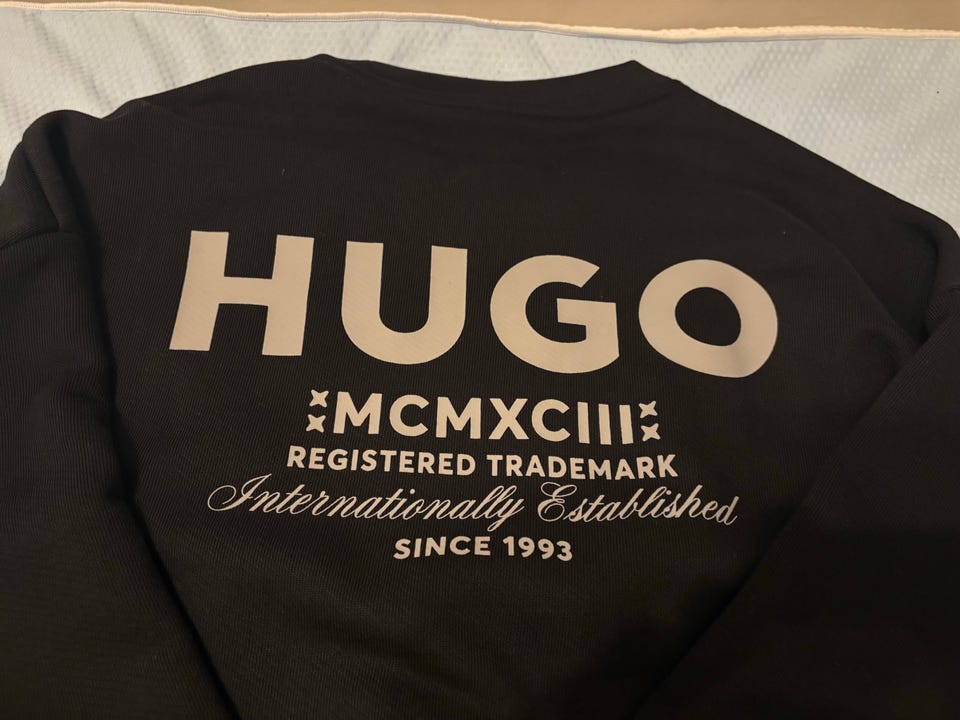 HUGO
MCMXCIII
REGISTERED TRADEMARK
Internationally Established
SINCE 1993